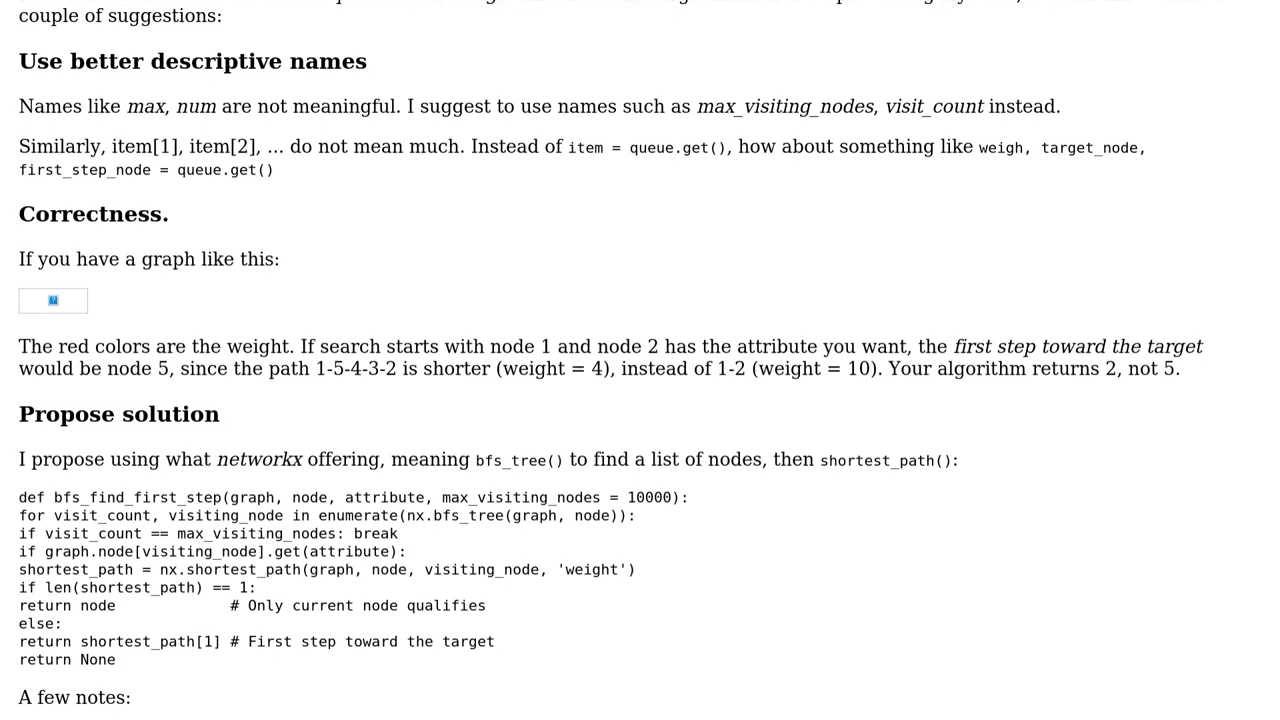 couple of suggestions:
Use better descriptive names
Names like max, num are not meaningful. I suggest to use names such as max_visiting_nodes, visit_count instead.
Similarly, item[1], item[2], ... do not mean much. Instead of item = queue.get(), how about something like weigh, target_node,
first_step_node = queue.get()
Correctness.
If you have a graph like this:
The red colors are the weight. If search starts with node 1 and node 2 has the attribute you want, the first step toward the target
would be node 5, since the path 1-5-4-3-2 is shorter (weight = 4), instead of 1-2 (weight = 10). Your algorithm returns 2, not 5.
Propose solution
I propose using what networkx offering, meaning bfs_tree() to find a list of nodes, then shortest_path():
def bfs_find_first_step(graph, node, attribute, max_visiting_nodes = 10000):
for visit_count, visiting_node in enumerate(nx.bfs_tree(graph, node)):
if visit_count == max_visiting_nodes: break
if graph.node[visiting_node].get(attribute):
shortest_path = nx.shortest_path(graph, node, visiting_node, 'weight')
if len(shortest_path) == 1:
return node             # Only current node qualifies
else:
return shortest_path[1] # First step toward the target
return None
A few notes: